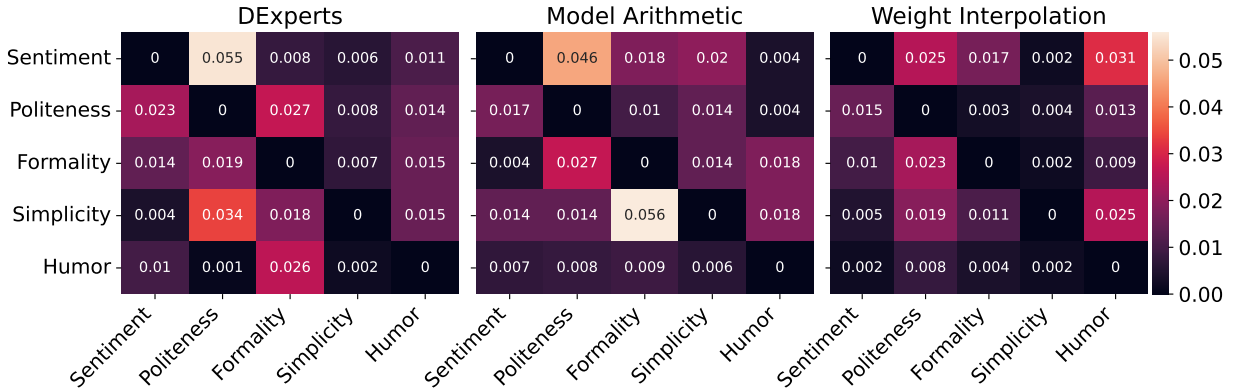 DExperts Model Arithmetic Weight Interpolation
Sentiment 0 0.055 0.008 0.006 0.011 0 0.046 0.018 0.02 0.004 0 0.025 0.017 0.002 0.031
Politeness 0.023 0 0.027 0.008 0.014 0.017 0 0.01 0.014 0.004 0.015 0 0.003 0.004 0.013
Formality 0.014 0.019 0 0.007 0.015 0.004 0.027 0 0.014 0.018 0.01 0.023 0 0.002 0.009
Simplicity 0.004 0.034 0.018 0 0.015 0.014 0.014 0.056 0 0.018 0.005 0.019 0.011 0 0.025
Humor 0.01 0.001 0.026 0.002 0 0.007 0.008 0.009 0.006 0 0.002 0.008 0.004 0.002 0
Sentiment Politeness Formality Simplicity Humor Sentiment Politeness Formality Simplicity Humor Sentiment Politeness Formality Simplicity Humor
0.05
0.04
0.03
0.02
0.01
0.00